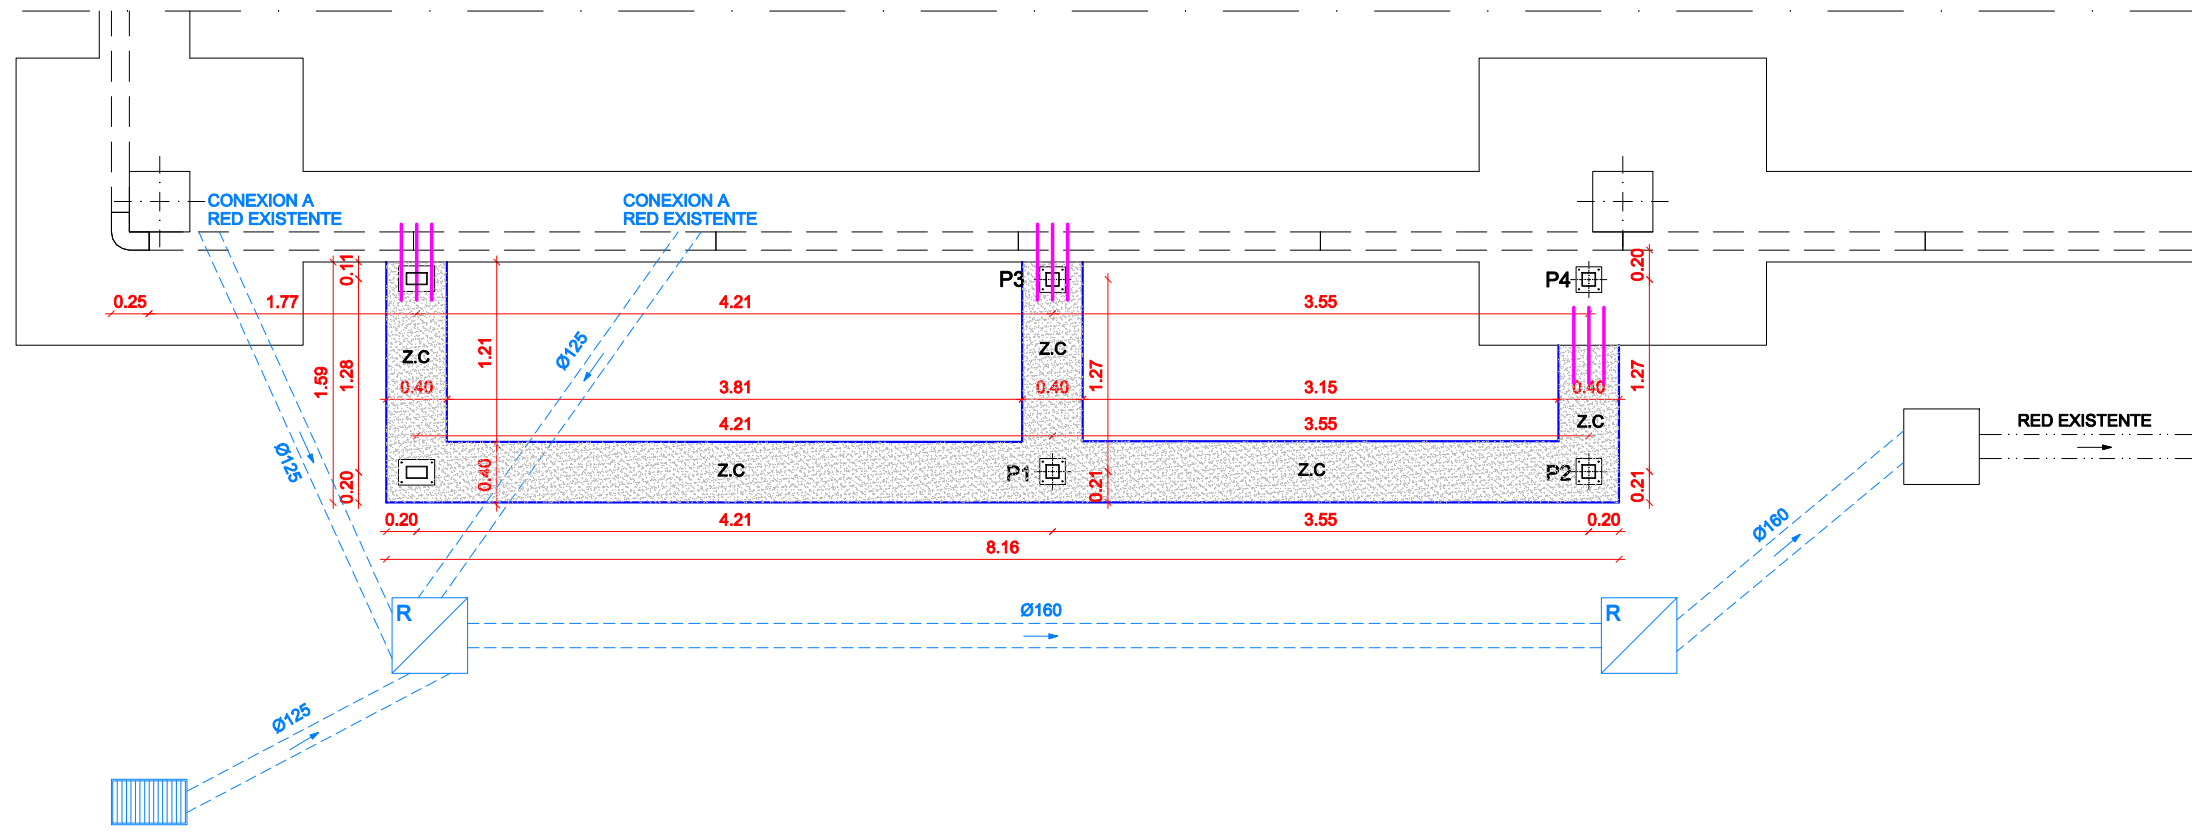 CONEXION A
RED EXISTENTE
CONEXION A
RED EXISTENTE
0.11
P3
P4
0.20
0.25
1.77
4.21
3.55
Ø125
1.21
Z.C
Z.C
1.59
1.28
1.27
1.27
0.40
3.81
0.40
3.15
0.40
4.21
3.55
Z.C
RED EXISTENTE
Ø125
0.20
0.40
Z.C
P1
0.21
Z.C
P2
0.21
0.20
4.21
3.55
0.20
Ø160
8.16
R
Ø160
R
Ø125